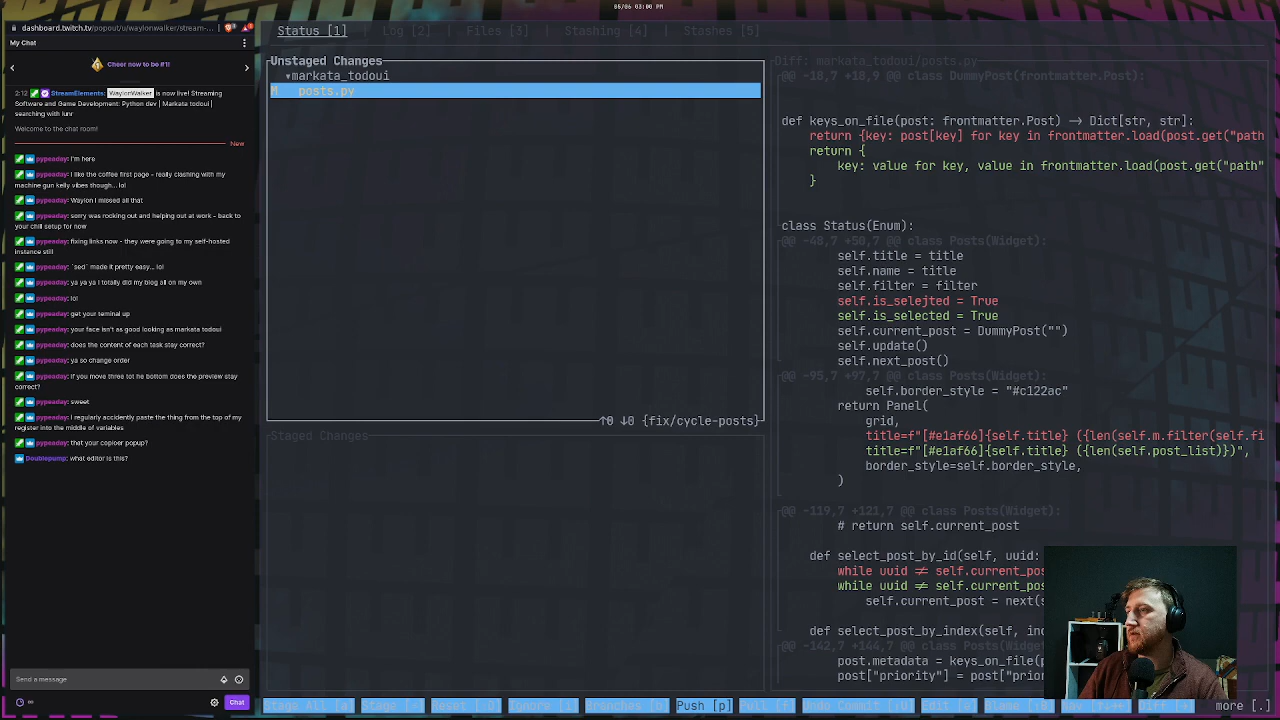 05/06 03:00 PM
dashboard.twitch.tv/popout/u/waylonwalker/stream-...
My Chat
Cheer now to be #1!
2:12 StreamElements: WaylonWalker is now live! Streaming
Software and Game Development: Python dev | Markata todoui |
searching with lunr
Welcome to the chat room!
New
pypeaday: I'm here
pypeaday: I like the coffee first page - really clashing with my
machine gun kelly vibes though... lol
pypeaday: Waylon I missed all that
pypeaday: sorry was rocking out and helping out at work - back to
your chill setup for now
pypeaday: fixing links now - they were going to my self-hosted
instance still
pypeaday: `sed` made it pretty easy... lol
pypeaday: ya ya ya I totally did my blog all on my own
pypeaday: lol
pypeaday: get your teminal up
pypeaday: your face isn't as good looking as markata todoui
pypeaday: does the content of each task stay correct?
pypeaday: ya so change order
pypeaday: if you move three tot he bottom does the preview stay
correct?
pypeaday: sweet
pypeaday: I regularly accidently paste the thing from the top of my
register into the middle of variables
pypeaday: that your copixer popup?
Doublepump: what editor is this?
Send a message
Chat
Status [1] | Log [2] | Files [3] | Stashing [4] | Stashes [5]
Unstaged Changes
▾markata_todoui
M posts.py
↑0 ↓0 {fix/cycle-posts}
Staged Changes
Diff: markata_todoui/posts.py
@@ -18,7 +18,9 @@ class DummyPost(frontmatter.Post):
def keys_on_file(post: frontmatter.Post) -> Dict[str, str]:
return {key: post[key] for key in frontmatter.load(post.get("path
return {
key: value for key, value in frontmatter.load(post.get("path"
}
class Status(Enum):
@@ -48,7 +50,7 @@ class Posts(Widget):
self.title = title
self.name = title
self.filter = filter
self.is_selejted = True
self.is_selected = True
self.current_post = DummyPost("")
self.update()
self.next_post()
@@ -95,7 +97,7 @@ class Posts(Widget):
self.border_style = "#c122ac"
return Panel(
grid,
title=f"[#e1af66]{self.title} ({len(self.m.filter(self.fi
title=f"[#e1af66]{self.title} ({len(self.post_list)})",
border_style=self.border_style,
)
@@ -119,7 +121,7 @@ class Posts(Widget):
# return self.current_post
def select_post_by_id(self, uuid:
while uuid ≠ self.current_pos
while uuid ≠ self.current_pos
self.current_post = next(s
def select_post_by_index(self, ind
@@ -142,7 +144,7 @@ class Posts(Widget):
post.metadata = keys_on_file(p
post["priority"] = post["prior
Stage All [a] Stage [ Reset [ Ignore [i Branches [b] Push [p] Pull [f] Undo Commit [ Edit [e] Blame [ Nav [ Diff [→] more [.]